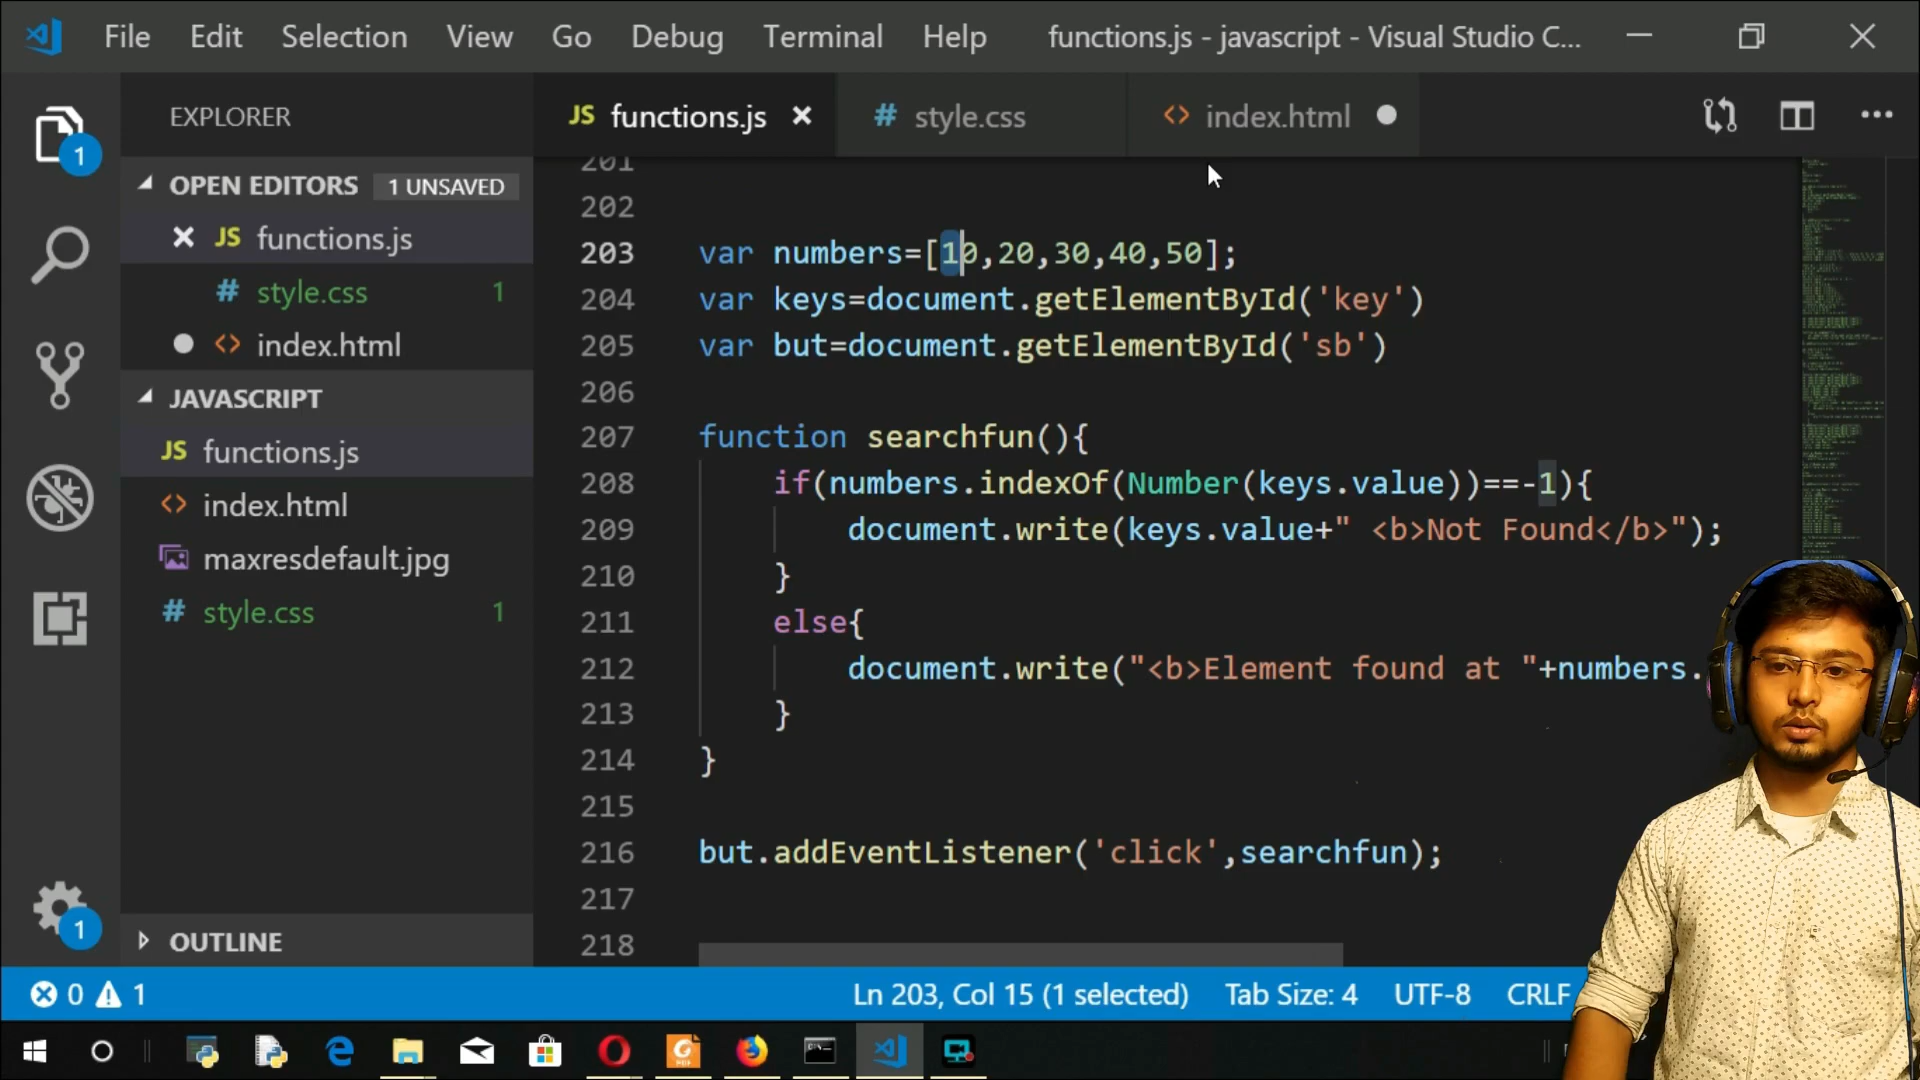 File Edit Selection View Go Debug Terminal Help functions.js - javascript - Visual Studio C...
EXPLORER
JS functions.js
# style.css
<> index.html
1
OPEN EDITORS 1 UNSAVED
JS functions.js
# style.css 1
<> index.html
JAVASCRIPT
JS functions.js
<> index.html
maxresdefault.jpg
# style.css 1
1
OUTLINE
201
202
203 var numbers=[10,20,30,40,50];
204 var keys=document.getElementById('key')
205 var but=document.getElementById('sb')
206
207 function searchfun(){
208 if(numbers.indexOf(Number(keys.value))==-1){
209 document.write(keys.value+" <b>Not Found</b>");
210 }
211 else{
212 document.write("<b>Element found at "+numbers.
213 }
214 }
215
216 but.addEventListener('click',searchfun);
217
218
0 1 Ln 203, Col 15 (1 selected) Tab Size: 4 UTF-8 CRLF